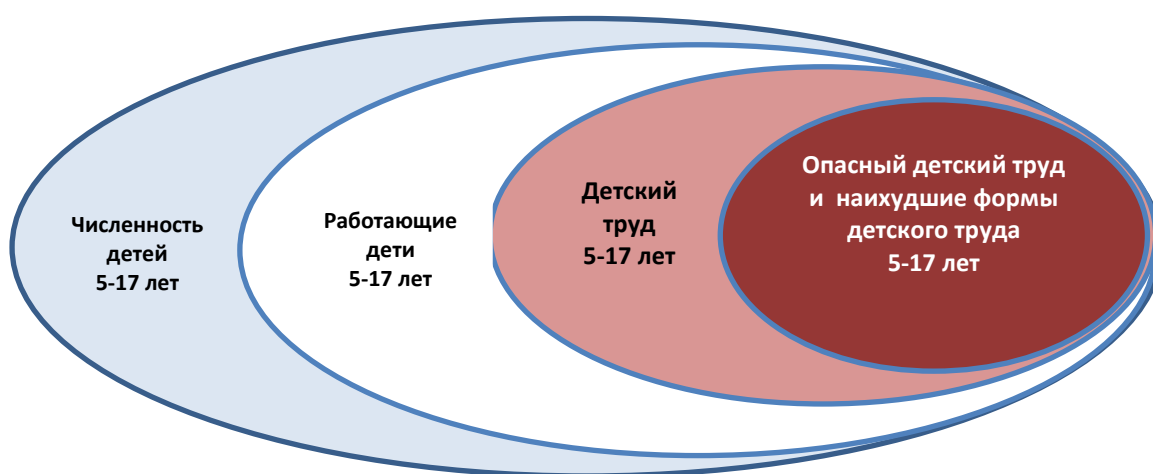 Численность
детей
5-17 лет
Работающие
дети
5-17 лет
Детский
труд
5-17 лет
Опасный детский труд
и наихудшие формы
детского труда
5-17 лет